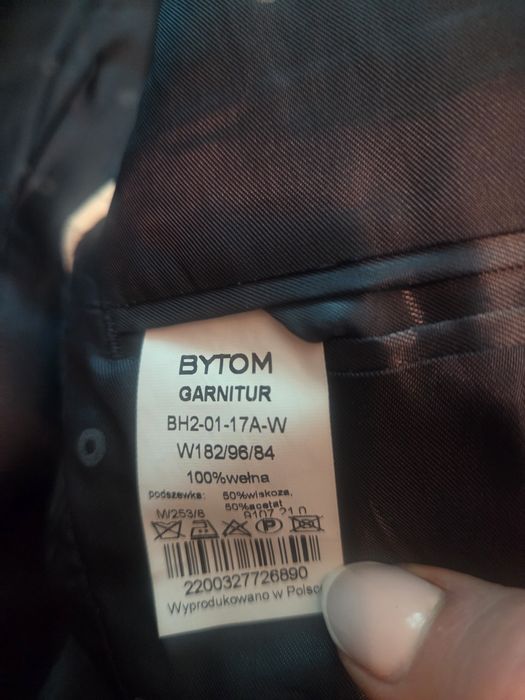 BYTOM
GARNITUR
BH2-01-17A-W
W182/96/84
100%wełna
podszewka: 50%wiskoza,
50%acetat
M/253/8
P
2200327726890
Wyprodukowano w Polsc